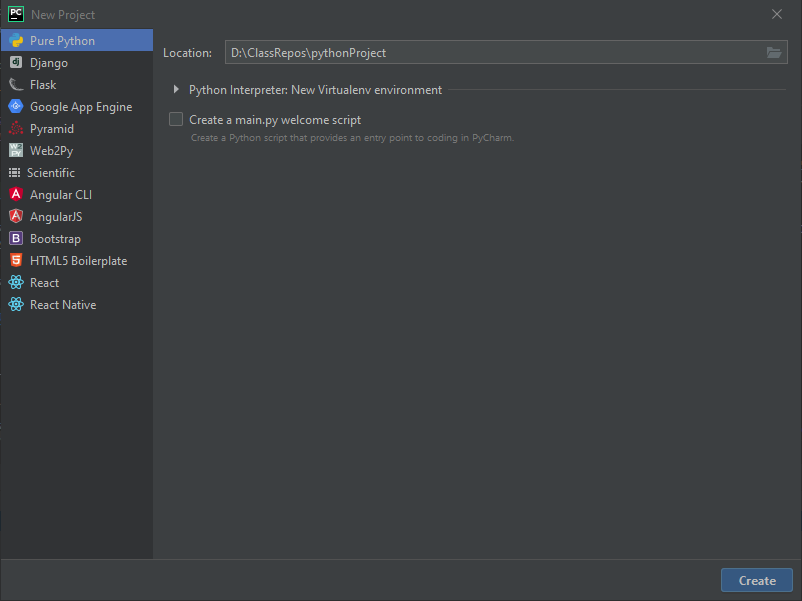 PC New Project
Pure Python
dj Django
Flask
Google App Engine
Pyramid
Web2Py
Scientific
A Angular CLI
A AngularJS
B Bootstrap
5 HTML5 Boilerplate
React
React Native
Location: D:\ClassRepos\pythonProject
Python Interpreter: New Virtualenv environment
Create a main.py welcome script
Create a Python script that provides an entry point to coding in PyCharm.
Create